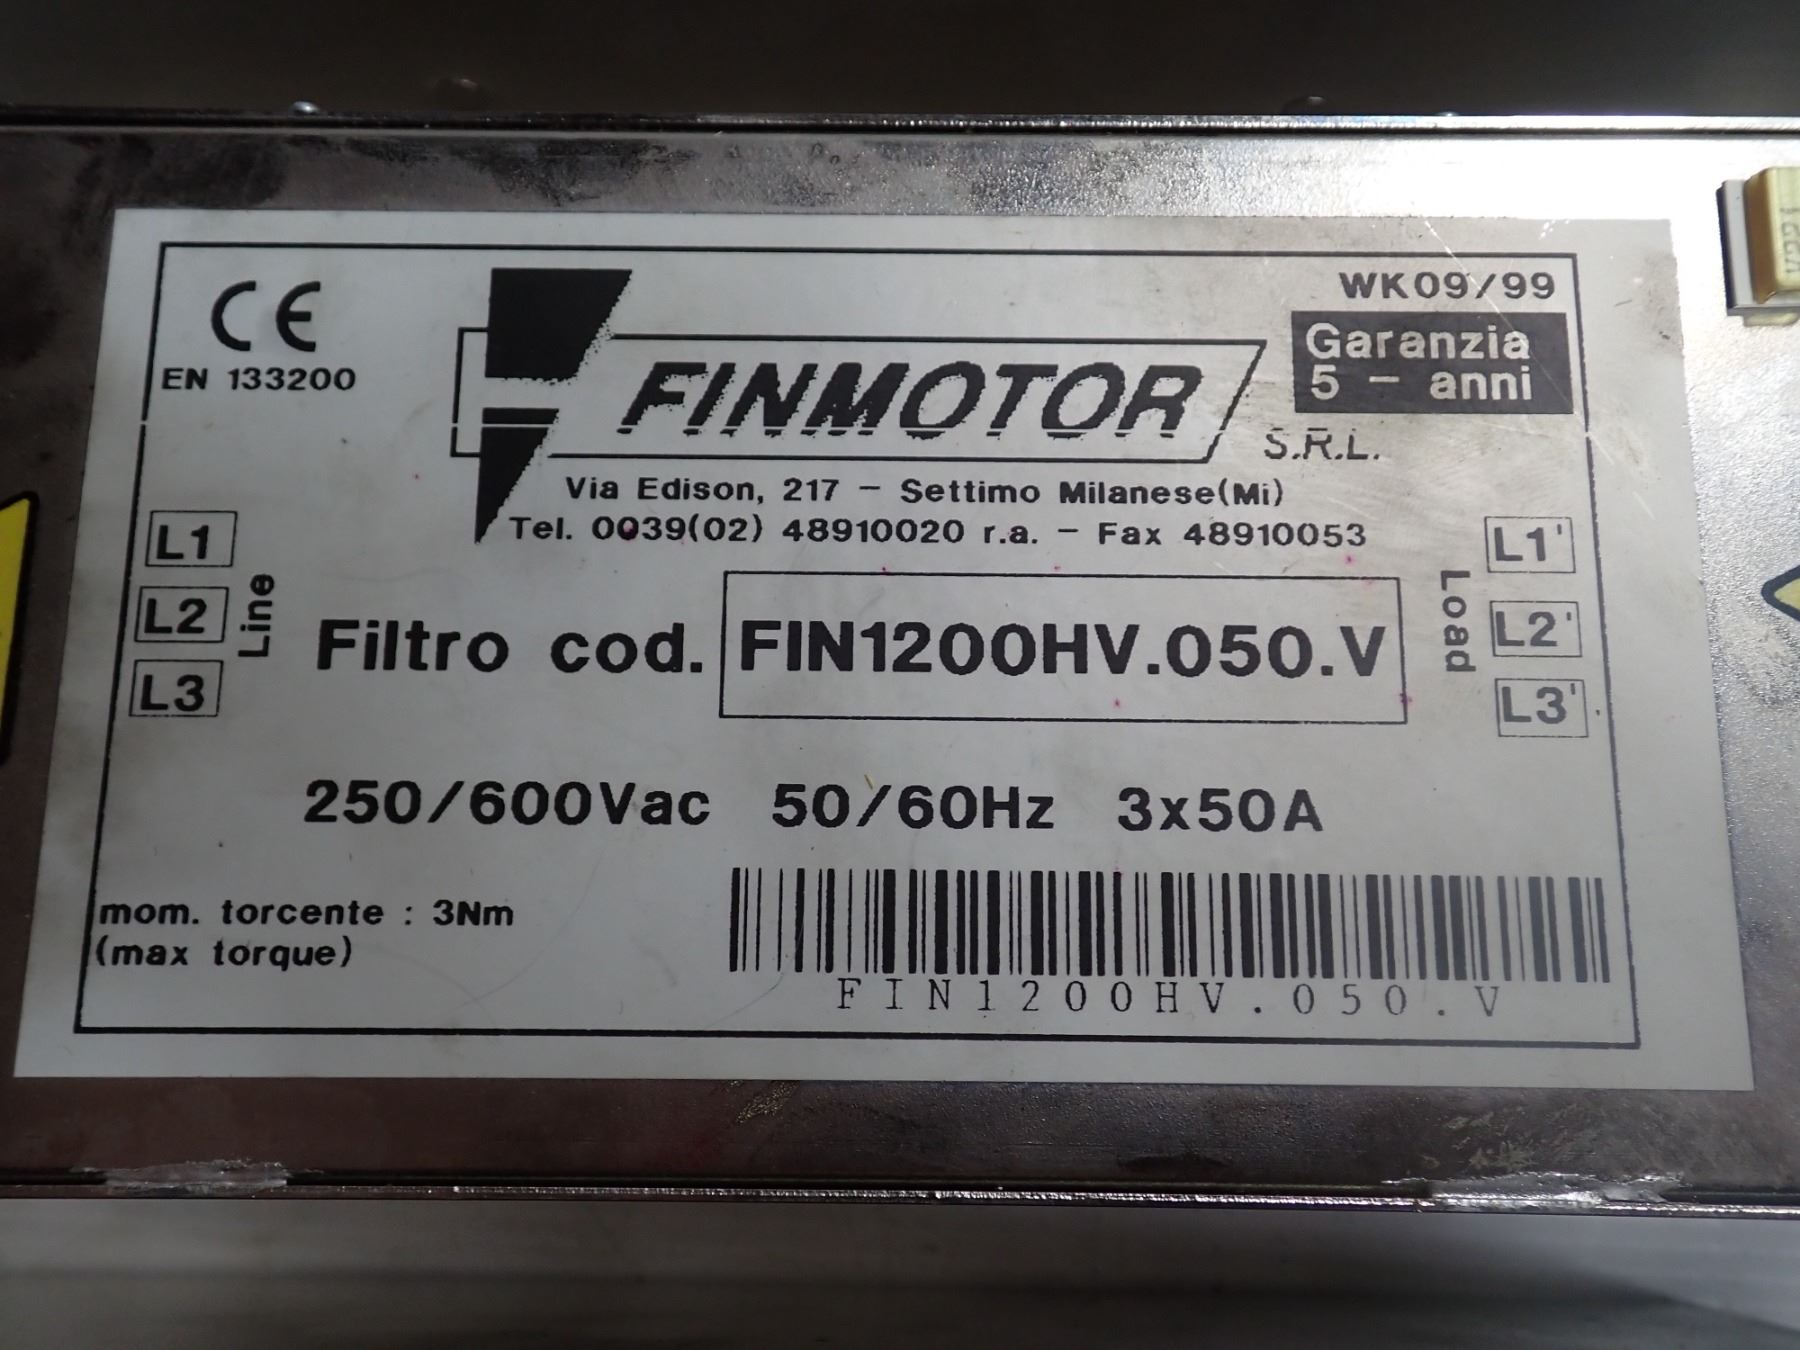 CE
EN 133200
WK09/99
Garanzia
5 - anni
FINMOTOR
S.R.L.
Via Edison, 217 - Settimo Milanese(Mi)
Tel. 0039(02) 48910020 r.a. - Fax 48910053
L1
L2
L3
Line
Filtro cod. FIN1200HV.050.V
Load
L1'
L2'
L3'
250/600Vac 50/60Hz 3x50A
mom. torcente : 3Nm
(max torque)
FIN1200HV.050.V